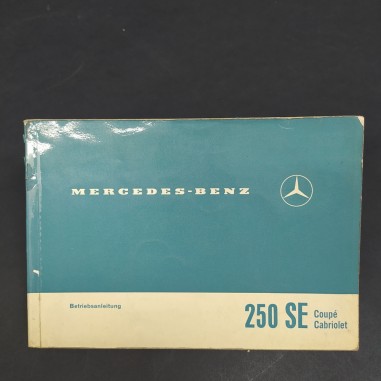 MERCEDES-BENZ
Betriebsanleitung
250 SE Coupé
Cabriolet